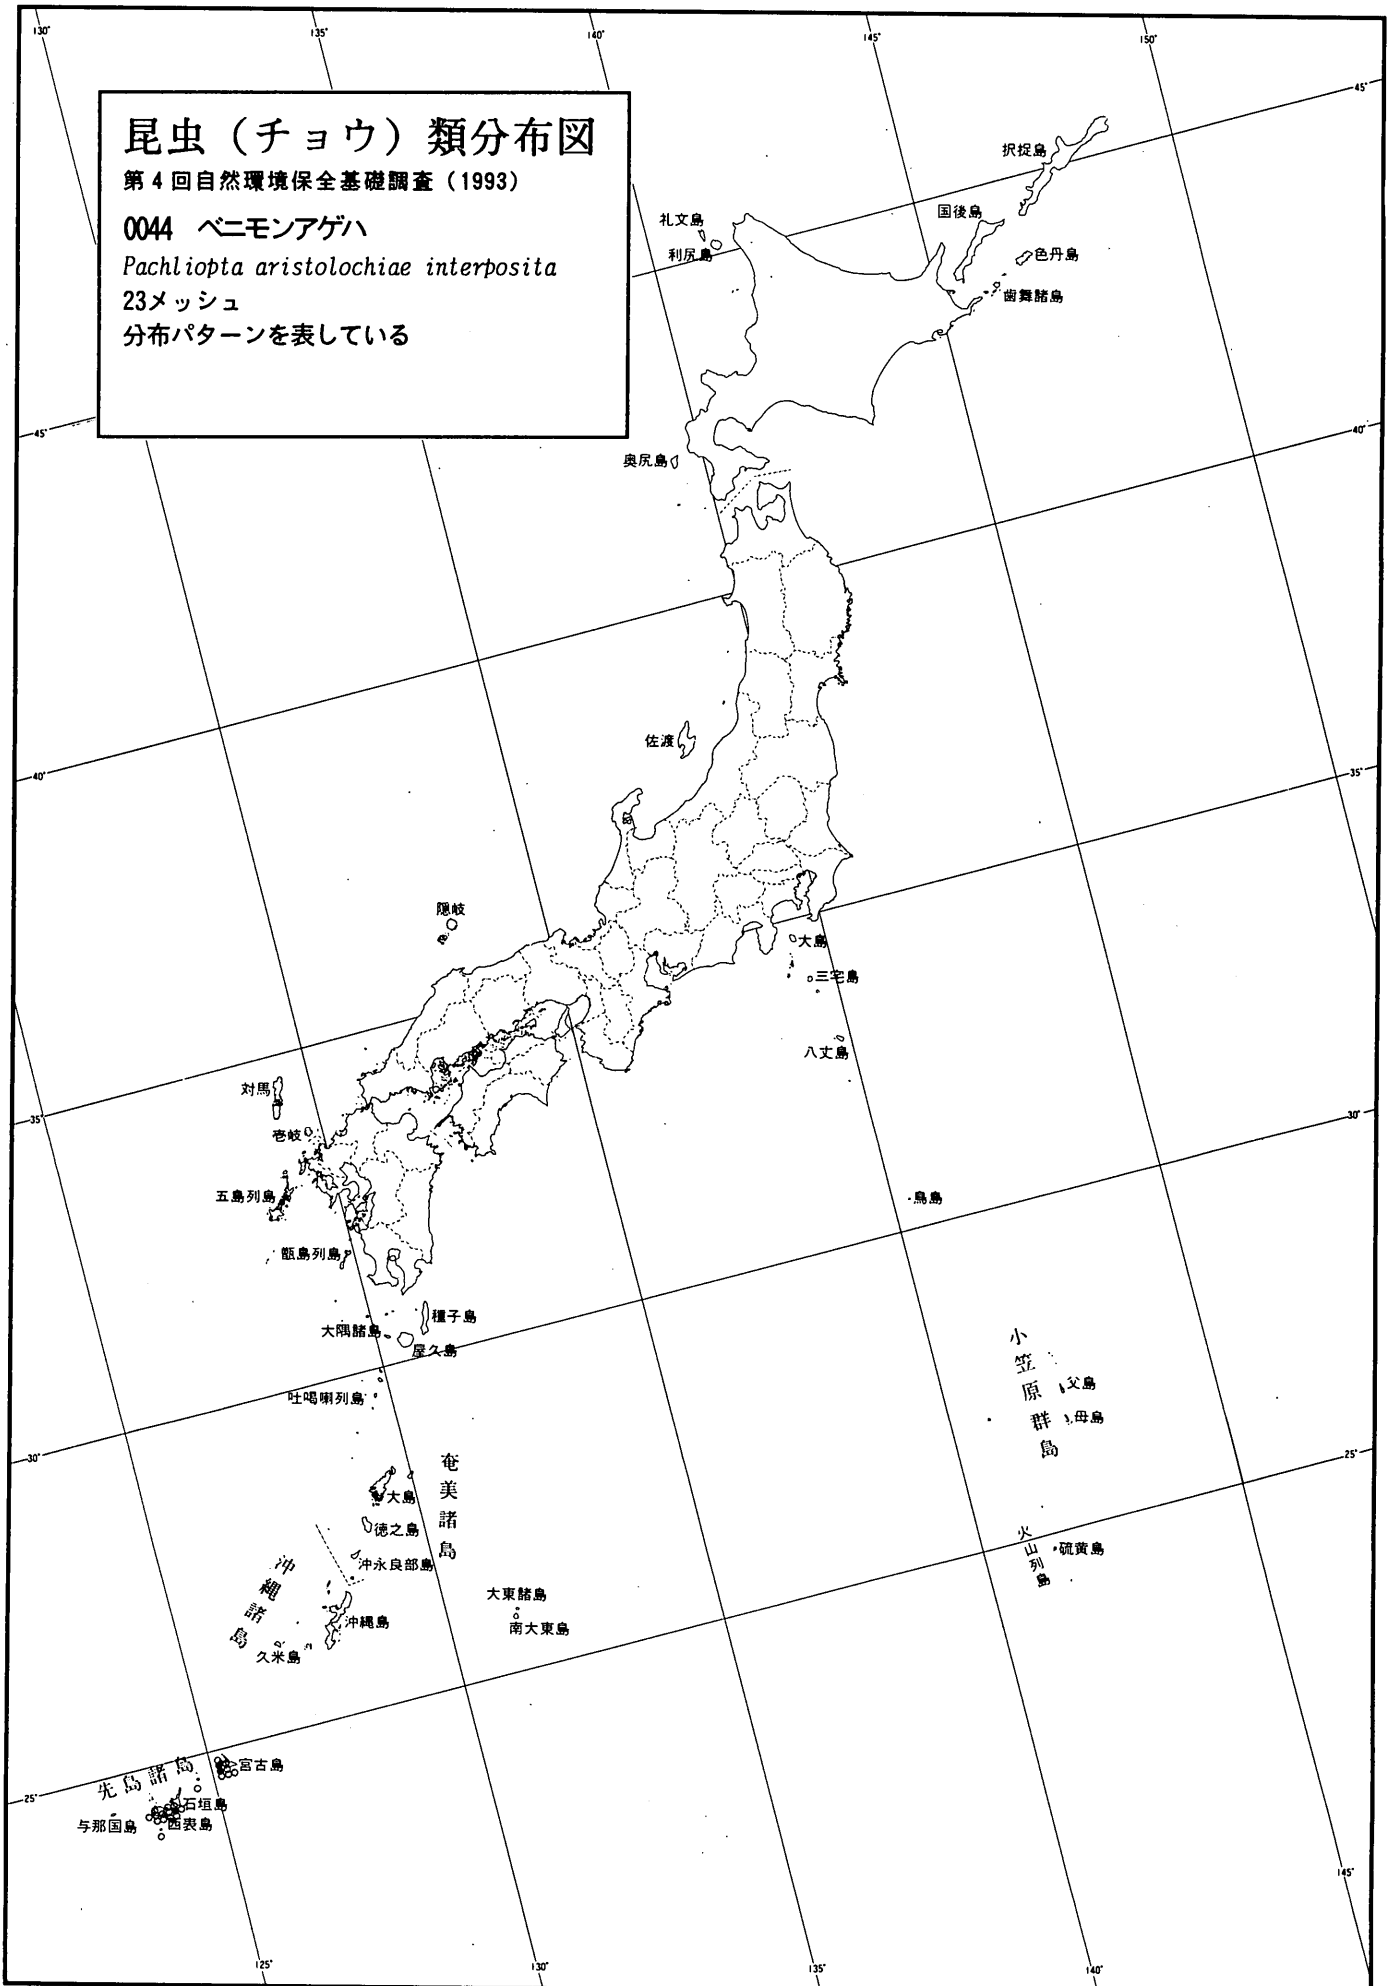 130°
135°
140°
145°
150°
昆虫（チョウ）類分布図
第4回自然環境保全基礎調査（1993）
0044 ベニモンアゲハ
Pachliopta aristolochiae interposita
23メッシュ
分布パターンを表している
45°
択捉島
国後島
礼文島
利尻島
色丹島
歯舞諸島
45°
40°
奥尻島
佐渡
40°
35°
隠岐
大島
三宅島
八丈島
対馬
35°
壱岐
30°
五島列島
鳥島
甑島列島
種子島
大隅諸島
屋久島
吐喝喇列島
小笠原群島
父島
母島
30°
25°
奄美諸島
大島
徳之島
沖永良部島
火山列島
硫黄島
沖縄諸島
大東諸島
南大東島
沖縄島
久米島
先島諸島
宮古島
25°
石垣島
与那国島
西表島
145°
125°
130°
135°
140°